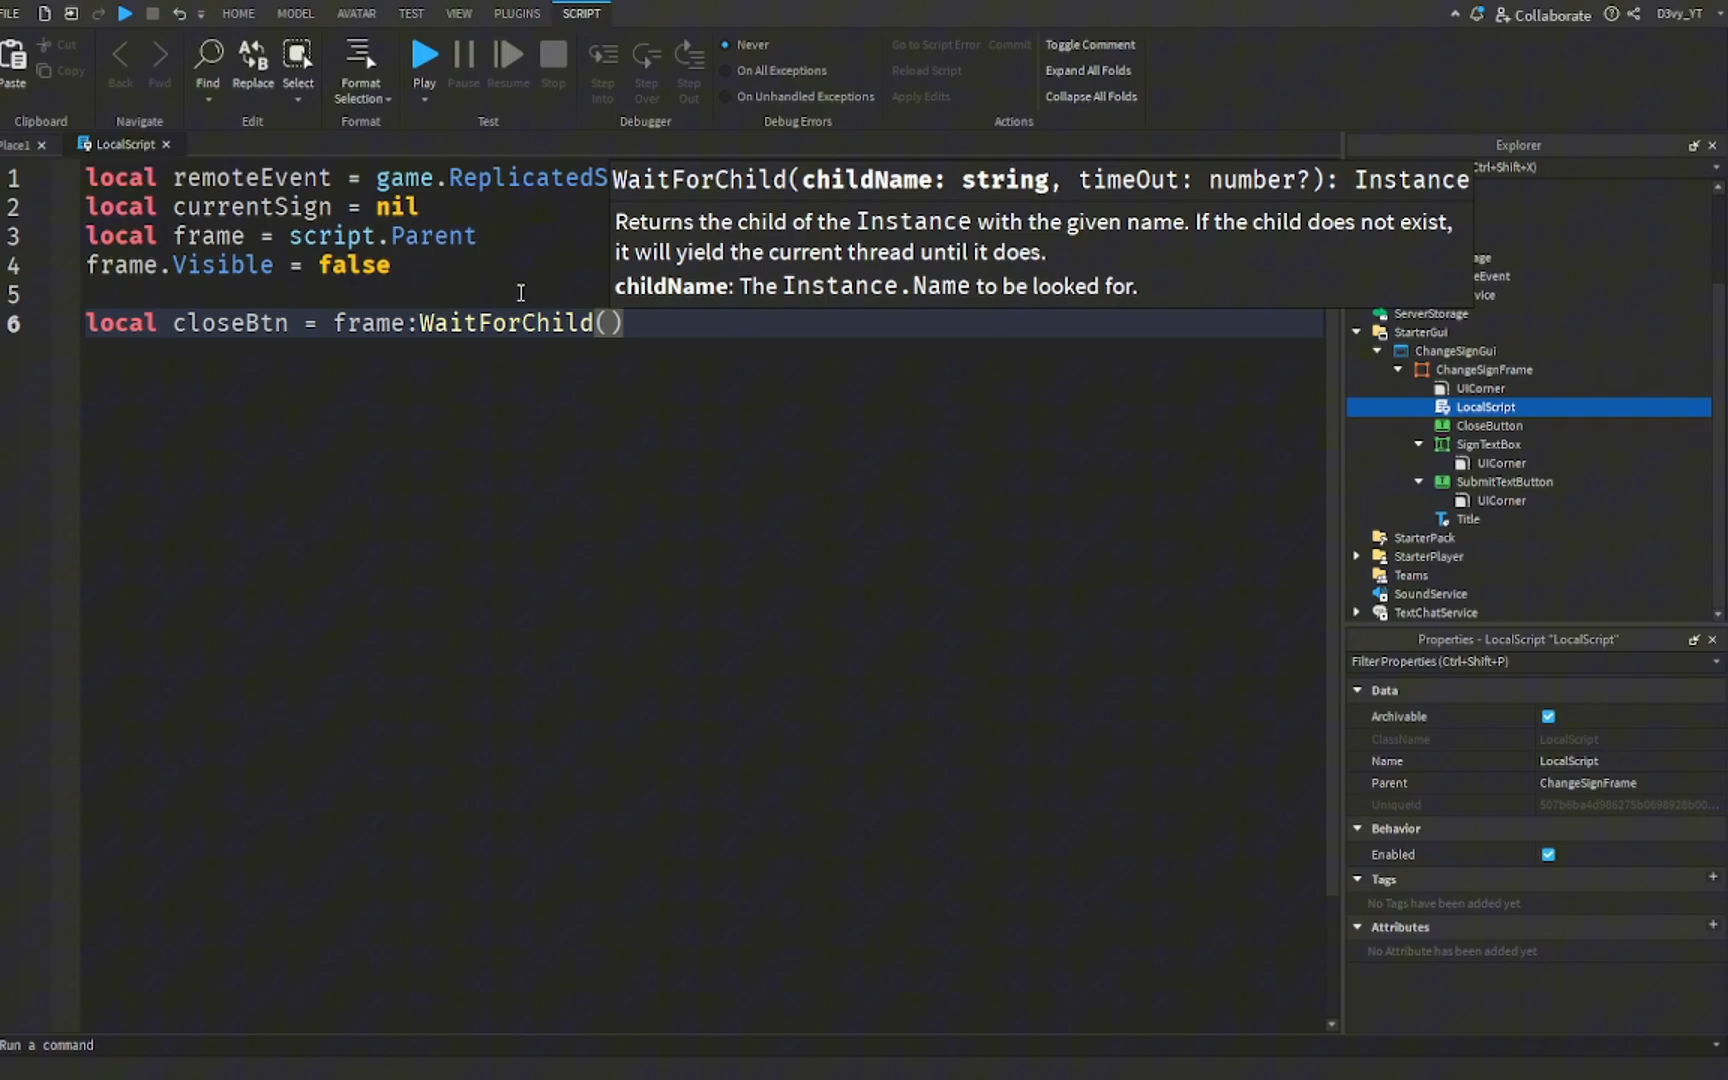 FILE HOME MODEL AVATAR TEST VIEW PLUGINS SCRIPT Collaborate D3vy_YT
Paste Cut Copy
Back Fwd
Find Replace Select
Format Selection
Play Pause Resume Stop
Step Into Step Over Step Out
Never
On All Exceptions
On Unhandled Exceptions
Go to Script Error Commit
Reload Script
Apply Edits
Toggle Comment
Expand All Folds
Collapse All Folds
Clipboard Navigate Edit Format Test Debugger Debug Errors Actions
Place1 LocalScript
1 local remoteEvent = game.ReplicatedS
2 local currentSign = nil
3 local frame = script.Parent
4 frame.Visible = false
5
6 local closeBtn = frame:WaitForChild()
WaitForChild(childName: string, timeOut: number?): Instance
Returns the child of the Instance with the given name. If the child does not exist,
it will yield the current thread until it does.
childName: The Instance.Name to be looked for.
Explorer
Ctrl+Shift+X)
ServerStorage
StarterGui
ChangeSignGui
ChangeSignFrame
UICorner
LocalScript
CloseButton
SignTextBox
UICorner
SubmitTextButton
UICorner
Title
StarterPack
StarterPlayer
Teams
SoundService
TextChatService
Properties - LocalScript "LocalScript"
Filter Properties (Ctrl+Shift+P)
Data
Archivable
ClassName LocalScript
Name LocalScript
Parent ChangeSignFrame
UniqueId
Behavior
Enabled
Tags +
No Tags have been added yet
Attributes +
No Attribute has been added yet
Run a command